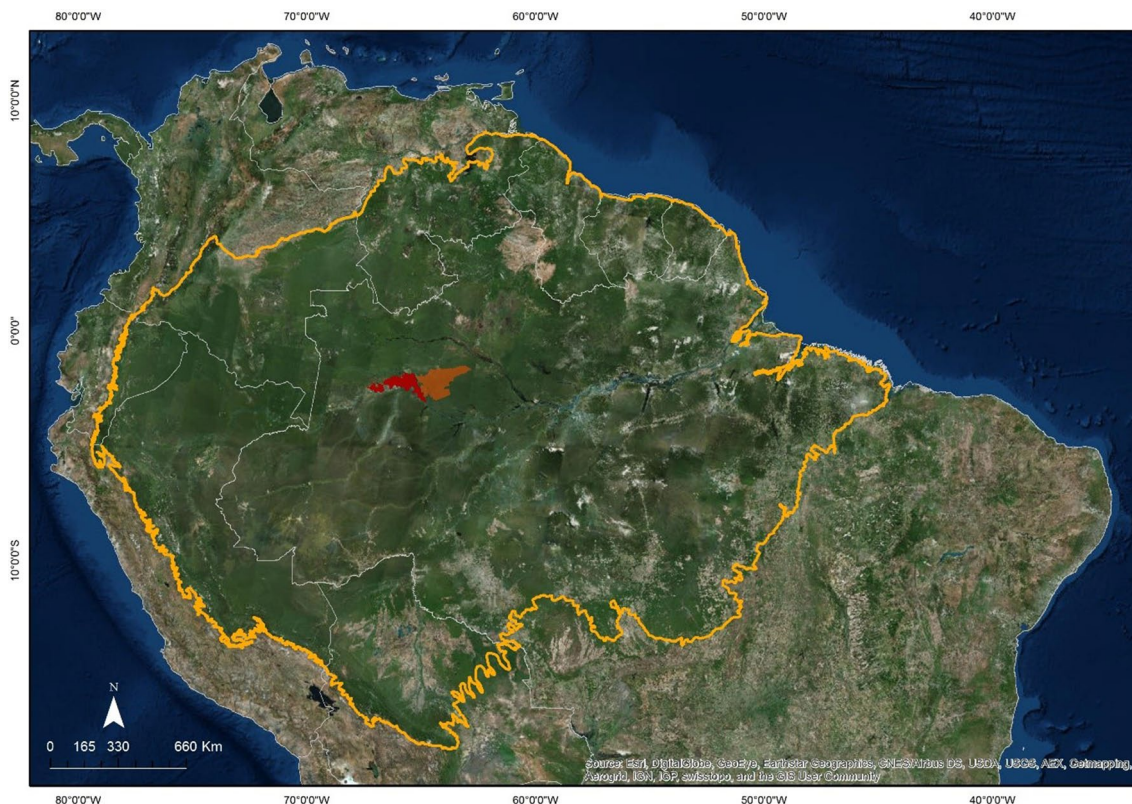 80°0'0"W 70°0'0"W 60°0'0"W 50°0'0"W 40°0'0"W
10°0'0"N
0°0'0"
10°0'0"S
N
0 165 330 660 Km
Source: Esri, DigitalGlobe, GeoEye, Earthstar Geographics, CNES/Airbus DS, USDA, USGS, AEX, Getmapping,
Aerogrid, IGN, IGP, swisstopo, and the GIS User Community
80°0'0"W 70°0'0"W 60°0'0"W 50°0'0"W 40°0'0"W